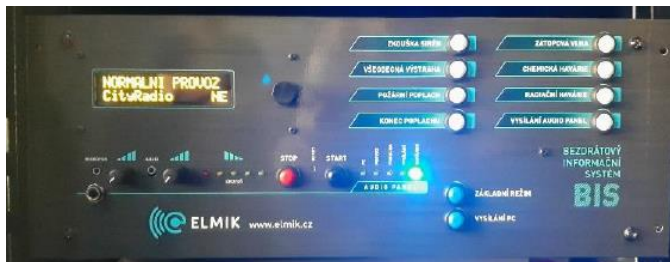 NORMALNI PROVOZ
CityRadio NE
ZKOUŠKA SIRÉN
VŠEOBECNÁ VÝSTRAHA
POŽÁRNÍ POPLACH
KONEC POPLACHU
ZÁTOPOVÁ VLNA
CHEMICKÁ HAVÁRIE
RADIAČNÍ HAVÁRIE
VYSÍLÁNÍ AUDIO PANEL
STOP
START
AUDIO PANEL
ZÁKLADNÍ REŽIM
VYSÍLÁNÍ PC
BEZDRÁTOVÝ
INFORMAČNÍ
SYSTÉM
BIS
ELMIK www.elmik.cz